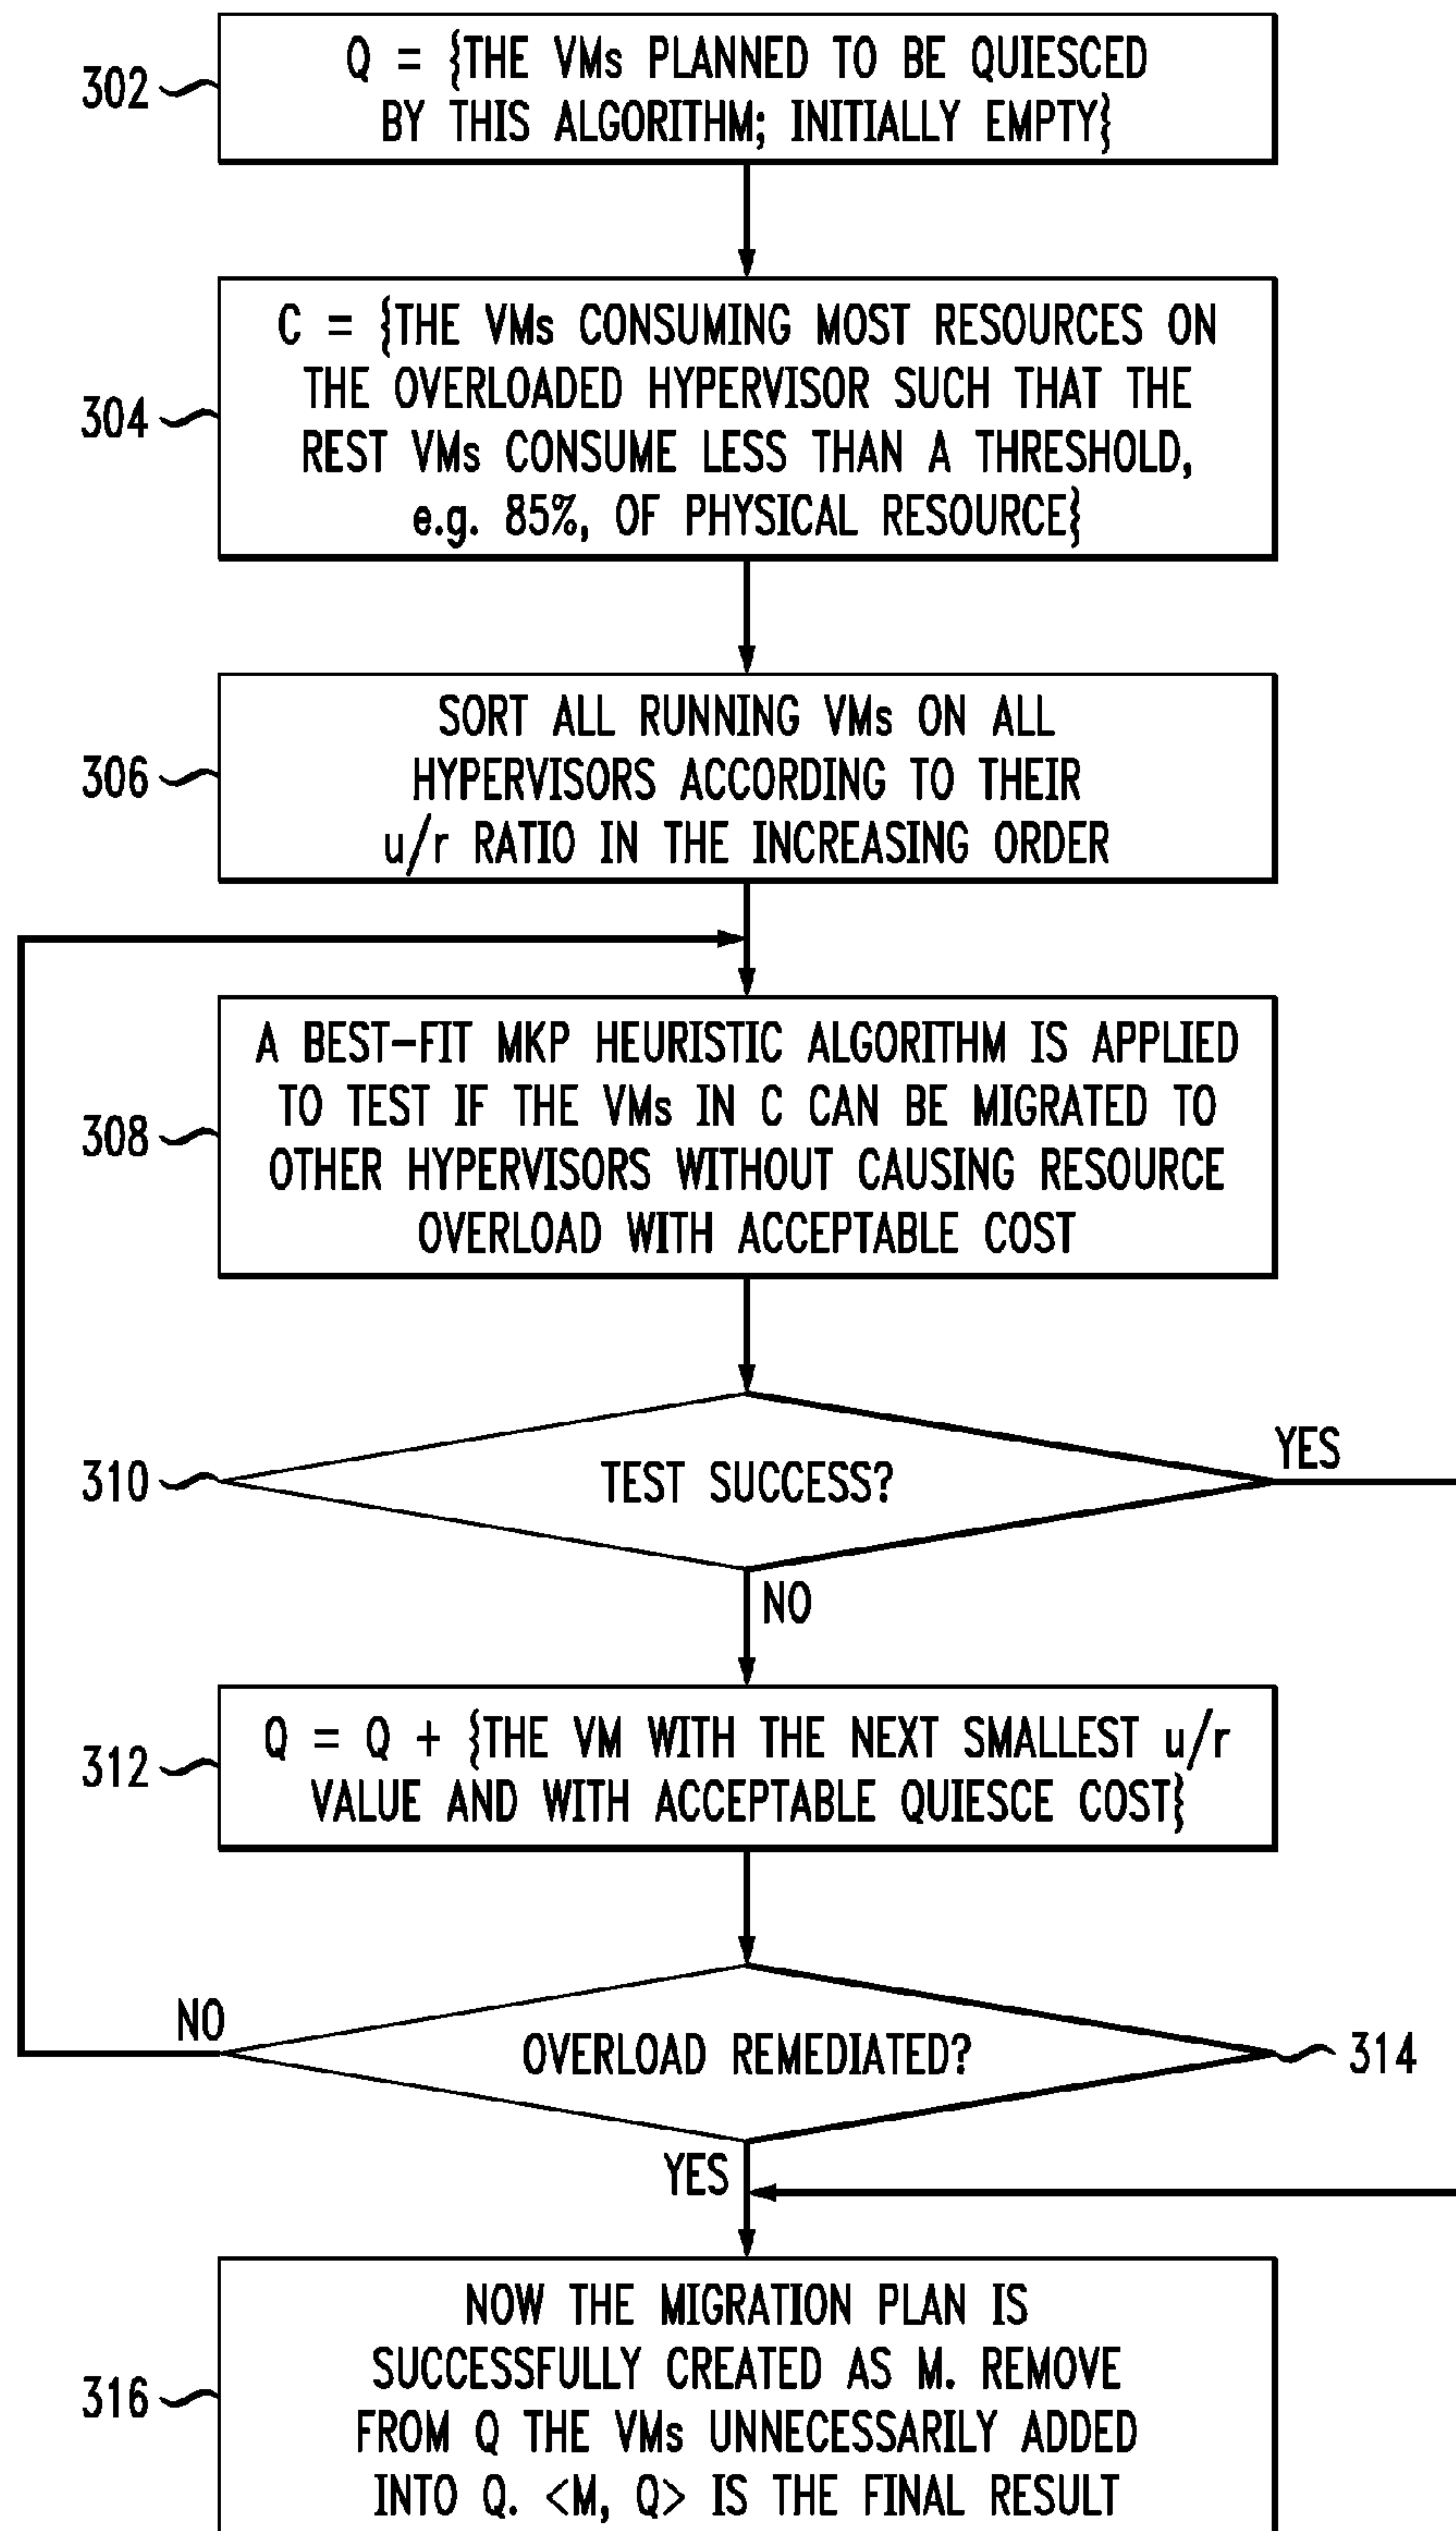 302
Q = {THE VMs PLANNED TO BE QUIESCED
BY THIS ALGORITHM; INITIALLY EMPTY}
304
C = {THE VMs CONSUMING MOST RESOURCES ON
THE OVERLOADED HYPERVISOR SUCH THAT THE
REST VMs CONSUME LESS THAN A THRESHOLD,
e.g. 85%, OF PHYSICAL RESOURCE}
306
SORT ALL RUNNING VMs ON ALL
HYPERVISORS ACCORDING TO THEIR
u/r RATIO IN THE INCREASING ORDER
308
A BEST-FIT MKP HEURISTIC ALGORITHM IS APPLIED
TO TEST IF THE VMs IN C CAN BE MIGRATED TO
OTHER HYPERVISORS WITHOUT CAUSING RESOURCE
OVERLOAD WITH ACCEPTABLE COST
310
TEST SUCCESS?
YES
NO
312
Q = Q + {THE VM WITH THE NEXT SMALLEST u/r
VALUE AND WITH ACCEPTABLE QUIESCE COST}
NO
OVERLOAD REMEDIATED?
314
YES
316
NOW THE MIGRATION PLAN IS
SUCCESSFULLY CREATED AS M. REMOVE
FROM Q THE VMs UNNECESSARILY ADDED
INTO Q. <M, Q> IS THE FINAL RESULT